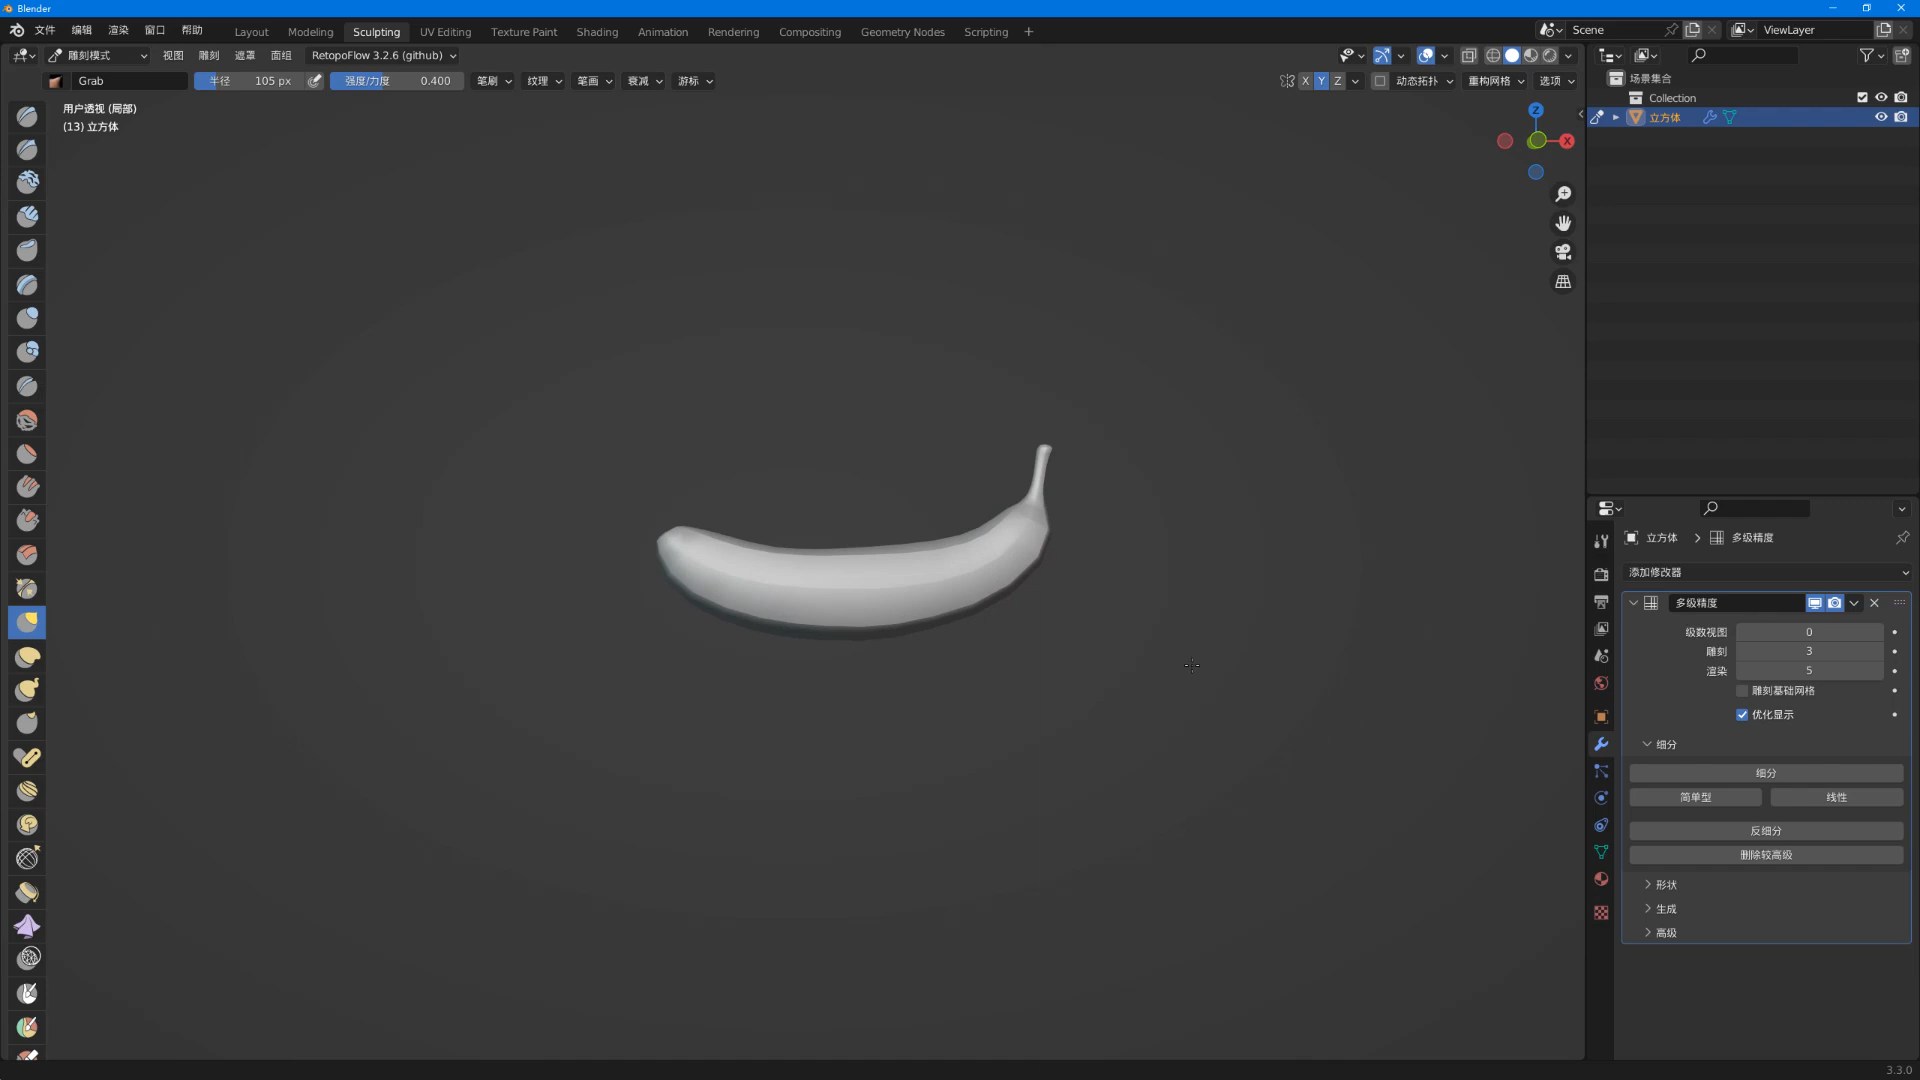 Blender
文件 编辑 渲染 窗口 帮助 Layout Modeling Sculpting UV Editing Texture Paint Shading Animation Rendering Compositing Geometry Nodes Scripting + Scene ViewLayer
雕刻模式 视图 雕刻 遮罩 面组 RetopoFlow 3.2.6 (github)
Grab 半径 105 px 强度/力度 0.400 笔刷 纹理 笔画 衰减 游标 X Y Z 动态拓扑 重构网格 选项
用户透视 (局部)
(13) 立方体
Z
X
场景集合
Collection
立方体
立方体 > 多级精度
添加修改器
多级精度
级数视图 0
雕刻 3
渲染 5
雕刻基础网格
优化显示
细分
细分
简单型 线性
反细分
删除较高级
形状
生成
高级
3.3.0